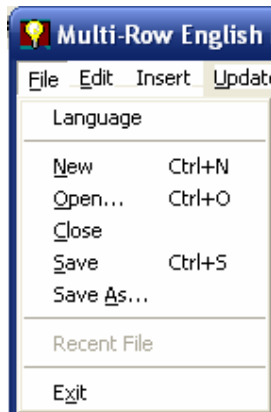 Multi-Row English
File Edit Insert Updat
Language
New Ctrl+N
Open... Ctrl+O
Close
Save Ctrl+S
Save As...
Recent File
Exit